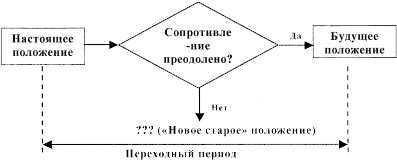 Настоящее
положение
Сопротивле
-ние
преодолено?
Да
Будущее
положение
Нет
??? («Новое старое» положение)
Переходный период